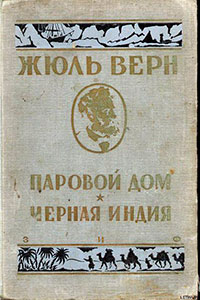 ЖЮЛЬ ВЕРН
ПАРОВОЙ ДОМ
ЧЕРНАЯ ИНДИЯ
З И О